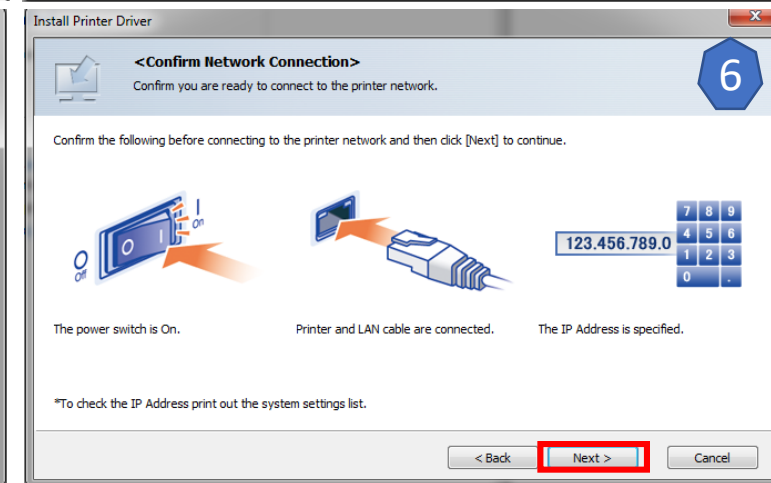 Install Printer Driver
x
<Confirm Network Connection>
Confirm you are ready to connect to the printer network.
6
Confirm the following before connecting to the printer network and then click [Next] to continue.
I
On
O I
O
Off
123.456.789.0
7 8 9
4 5 6
1 2 3
0 .
The power switch is On. Printer and LAN cable are connected. The IP Address is specified.
*To check the IP Address print out the system settings list.
< Back Next > Cancel